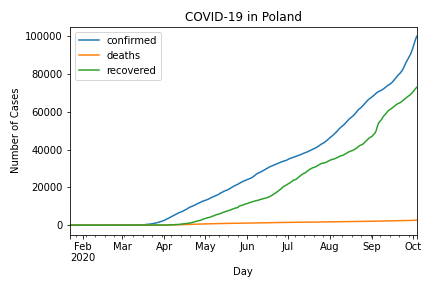 COVID-19 in Poland
confirmed
deaths
recovered
100000
80000
60000
40000
20000
0
Number of Cases
Feb Mar Apr May Jun Jul Aug Sep Oct
2020
Day